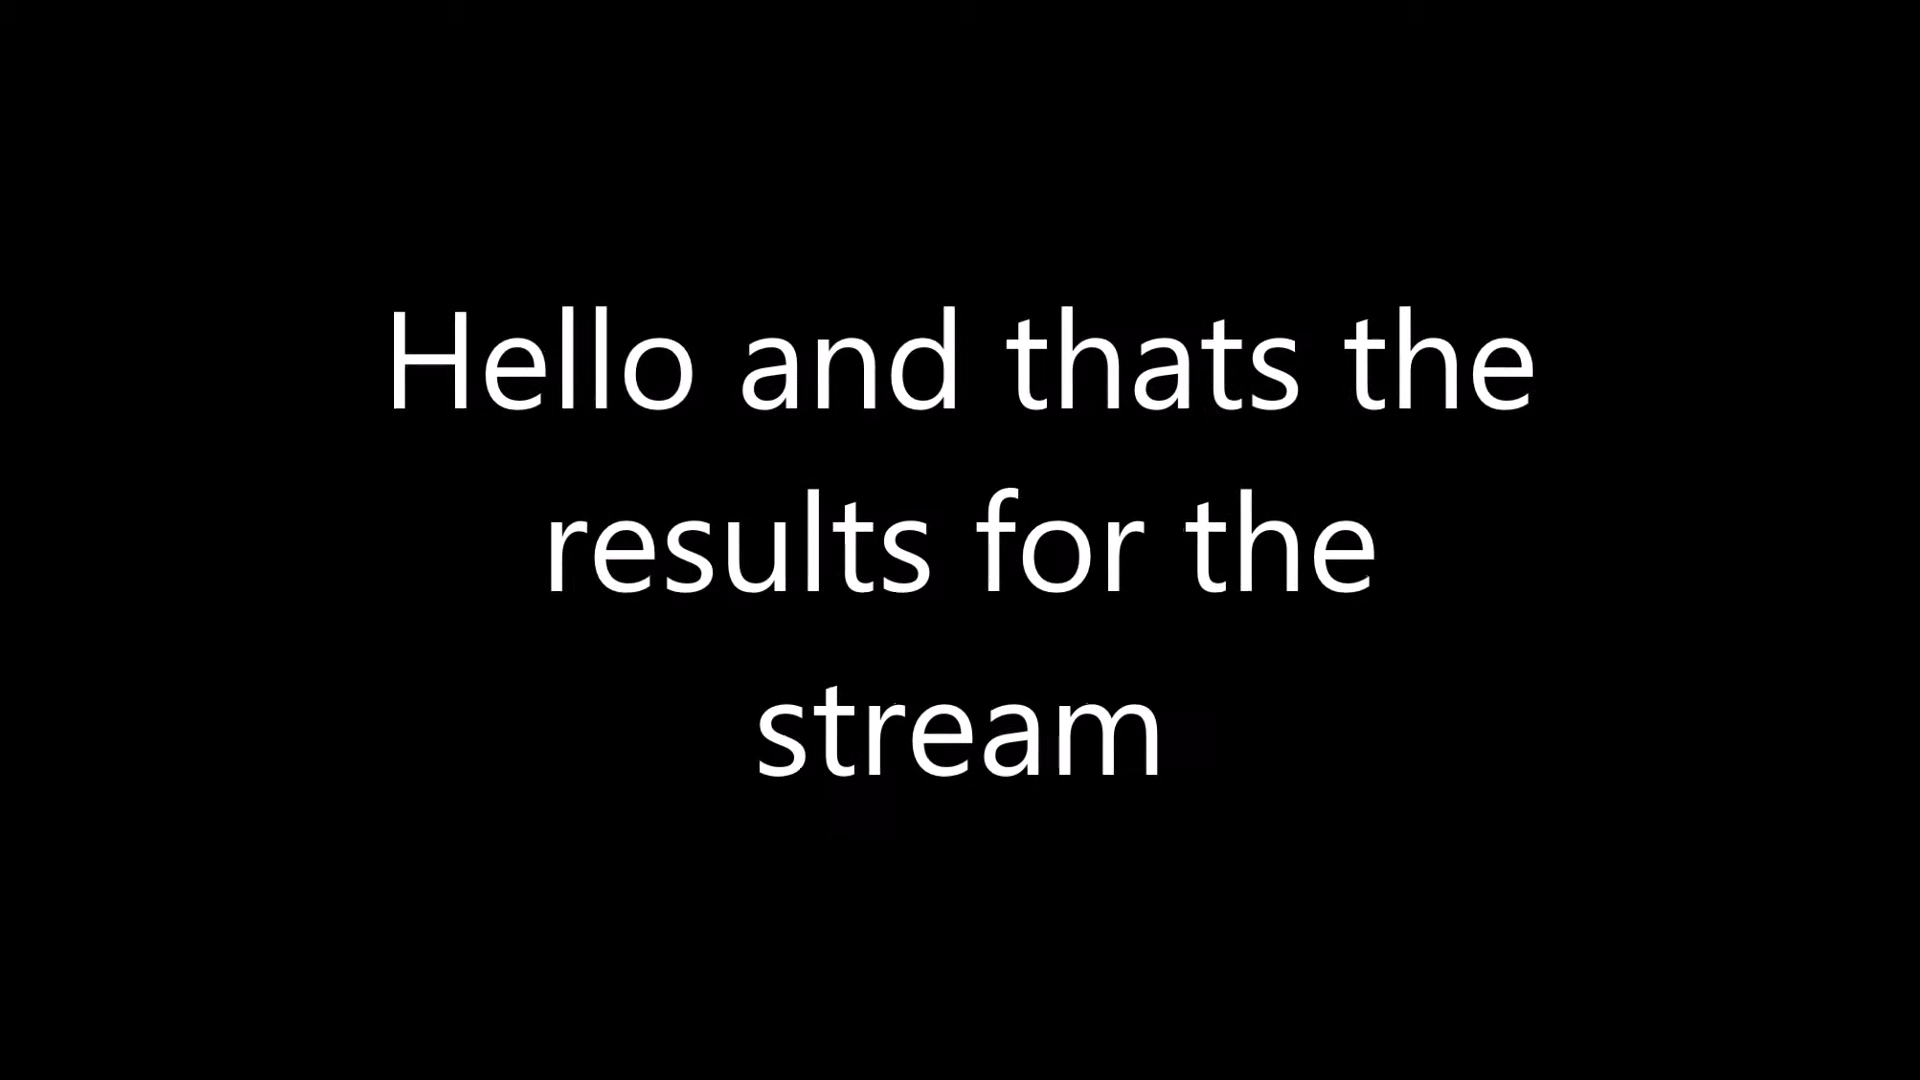 Hello and thats the
results for the
stream